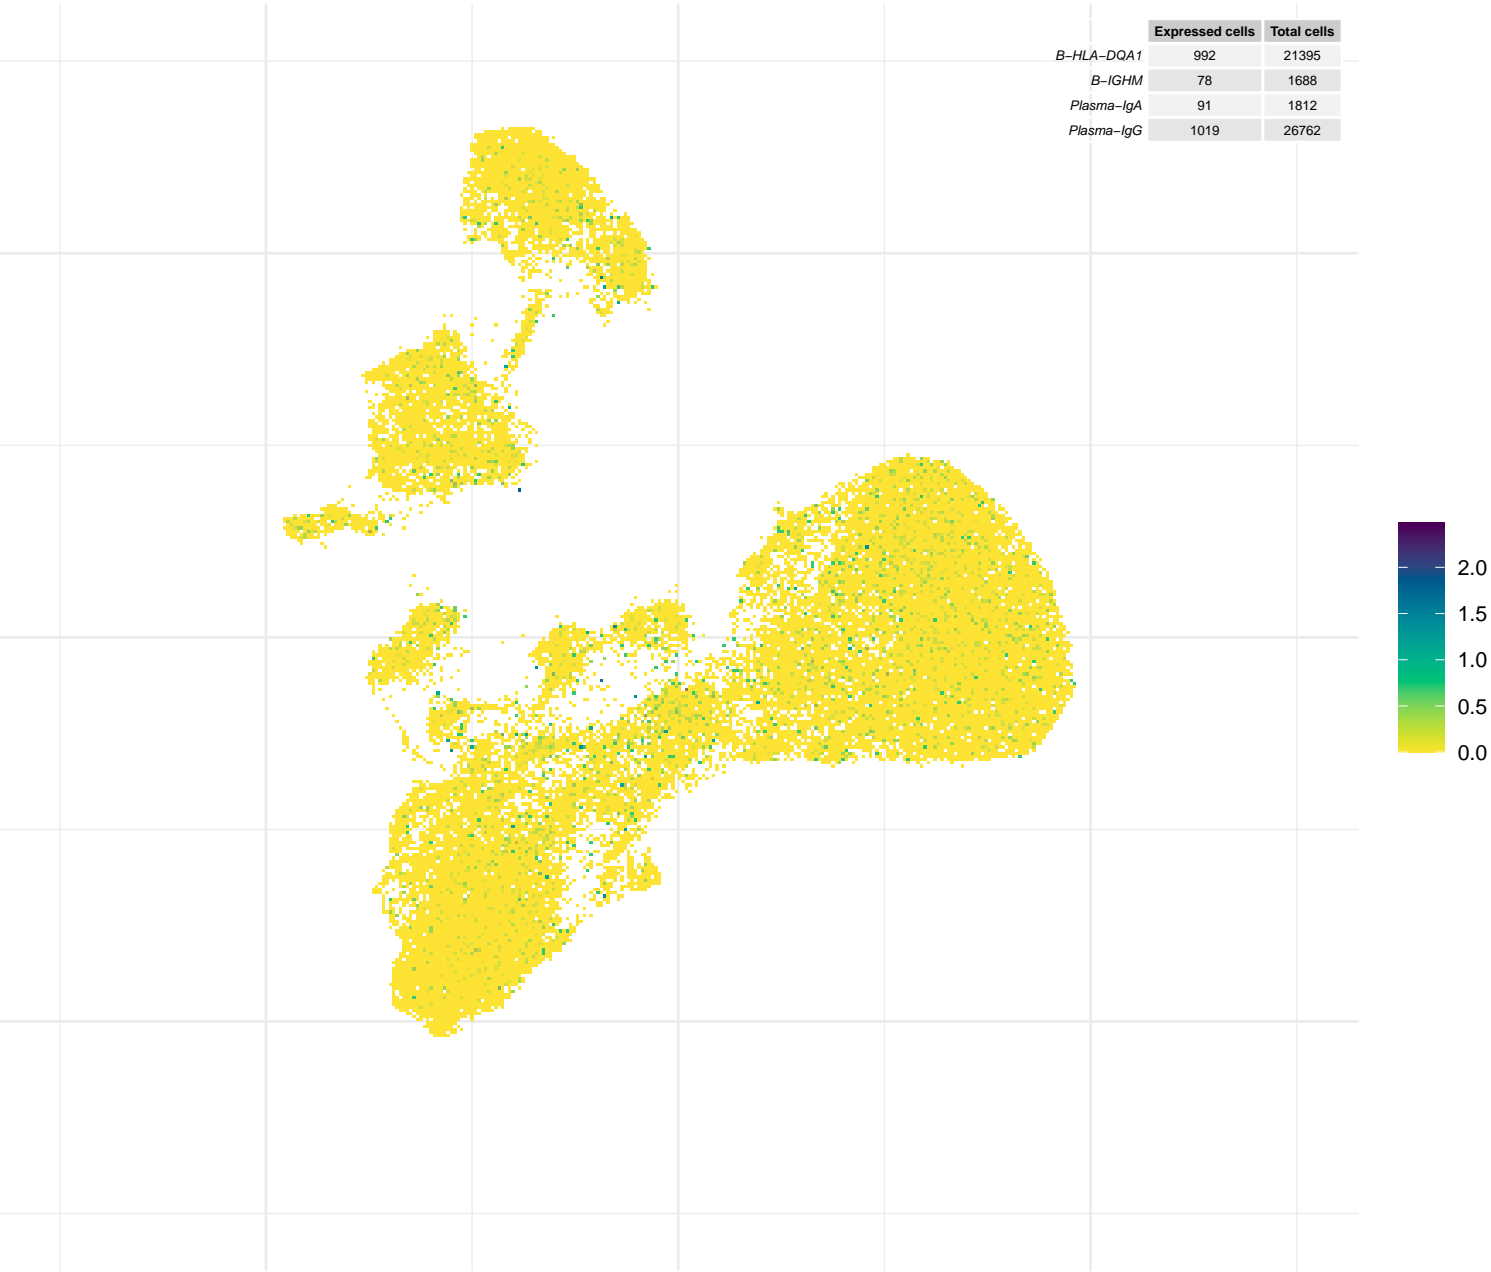 Expressed cells Total cells
B−HLA−DQA1 992 21395
B−IGHM 78 1688
Plasma−IgA 91 1812
Plasma−IgG 1019 26762
2.0
1.5
1.0
0.5
0.0